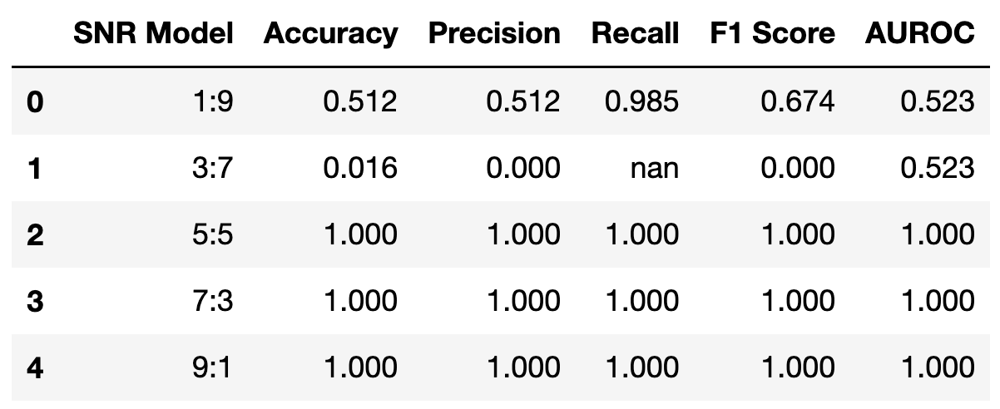 SNR Model Accuracy Precision Recall F1 Score AUROC
0 1:9 0.512 0.512 0.985 0.674 0.523
1 3:7 0.016 0.000 nan 0.000 0.523
2 5:5 1.000 1.000 1.000 1.000 1.000
3 7:3 1.000 1.000 1.000 1.000 1.000
4 9:1 1.000 1.000 1.000 1.000 1.000